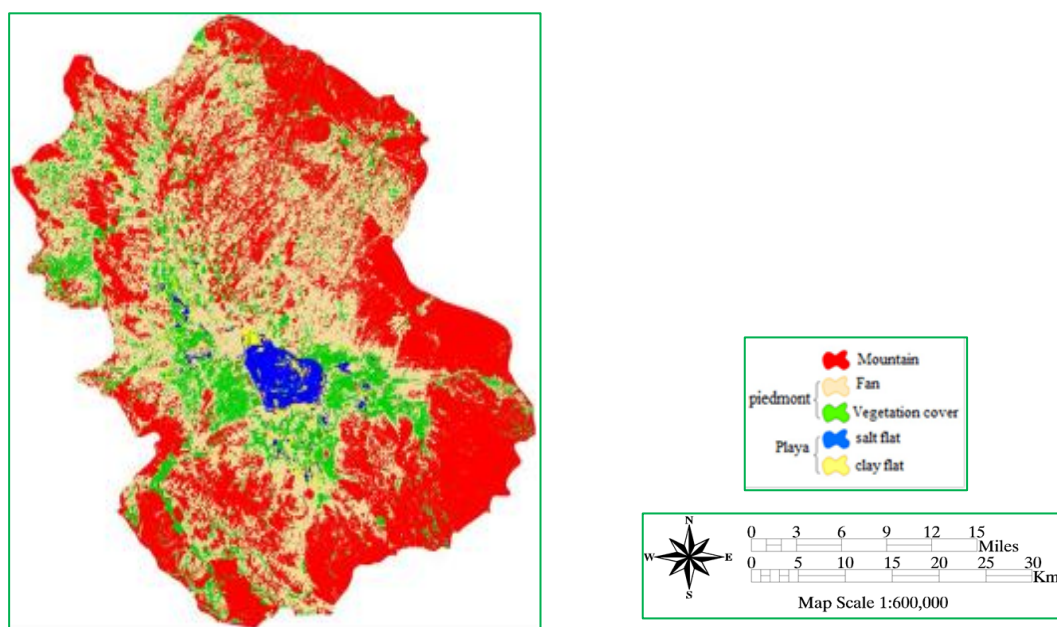 Mountain
Fan
piedmont
Vegetation cover
salt flat
Playa
clay flat
N
W E
S
0 3 6 9 12 15
Miles
0 5 10 15 20 25 30
Km
Map Scale 1:600,000